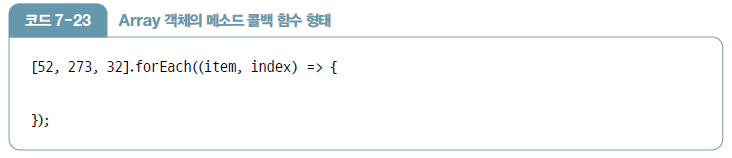 코드 7-23 Array 객체의 메소드 콜백 함수 형태
[52, 273, 32].forEach((item, index) => {
});